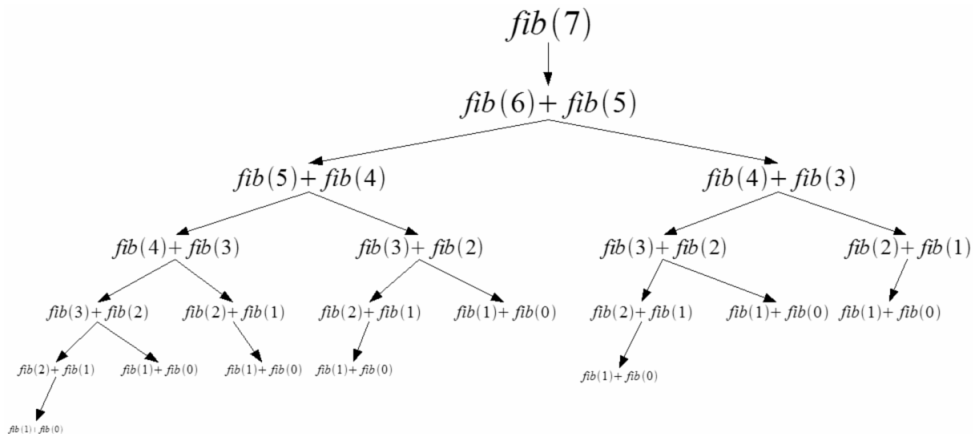 fib(7)
fib(6)+ fib(5)
fib(5)+ fib(4) fib(4)+ fib(3)
fib(4)+ fib(3) fib(3)+ fib(2) fib(3)+ fib(2) fib(2)+ fib(1)
fib(3)+ fib(2) fib(2)+ fib(1) fib(2)+ fib(1) fib(1)+ fib(0) fib(2)+ fib(1) fib(1)+ fib(0) fib(1)+ fib(0)
fib(2)+ fib(1) fib(1)+ fib(0) fib(1)+ fib(0) fib(1)+ fib(0) fib(1)+ fib(0)
fib(1)+ fib(0)